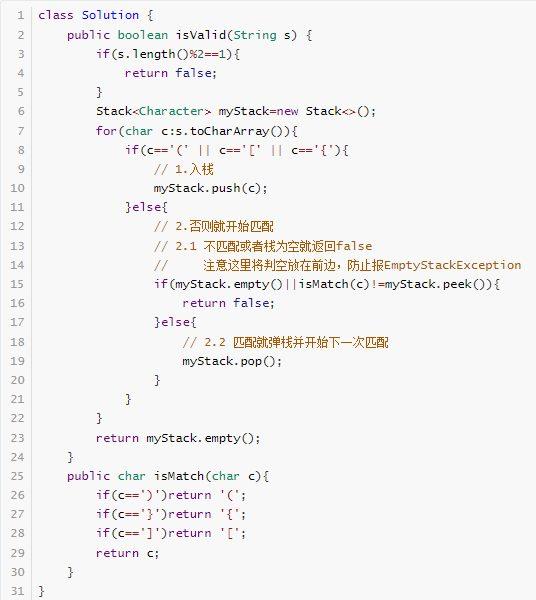 1 class Solution {
2     public boolean isValid(String s) {
3         if(s.length()%2==1){
4             return false;
5         }
6         Stack<Character> myStack=new Stack<>();
7         for(char c:s.toCharArray()){
8             if(c=='(' || c=='[' || c=='{'){
9                 // 1.入栈
10                 myStack.push(c);
11             }else{
12                 // 2.否则就开始匹配
13                 // 2.1 不匹配或者栈为空就返回false
14                 //     注意这里将判空放在前边，防止报EmptyStackException
15                 if(myStack.empty()||isMatch(c)!=myStack.peek()){
16                     return false;
17                 }else{
18                     // 2.2 匹配就弹栈并开始下一次匹配
19                     myStack.pop();
20                 }
21             }
22         }
23         return myStack.empty();
24     }
25     public char isMatch(char c){
26         if(c==')')return '(';
27         if(c=='}')return '{';
28         if(c==']')return '[';
29         return c;
30     }
31 }